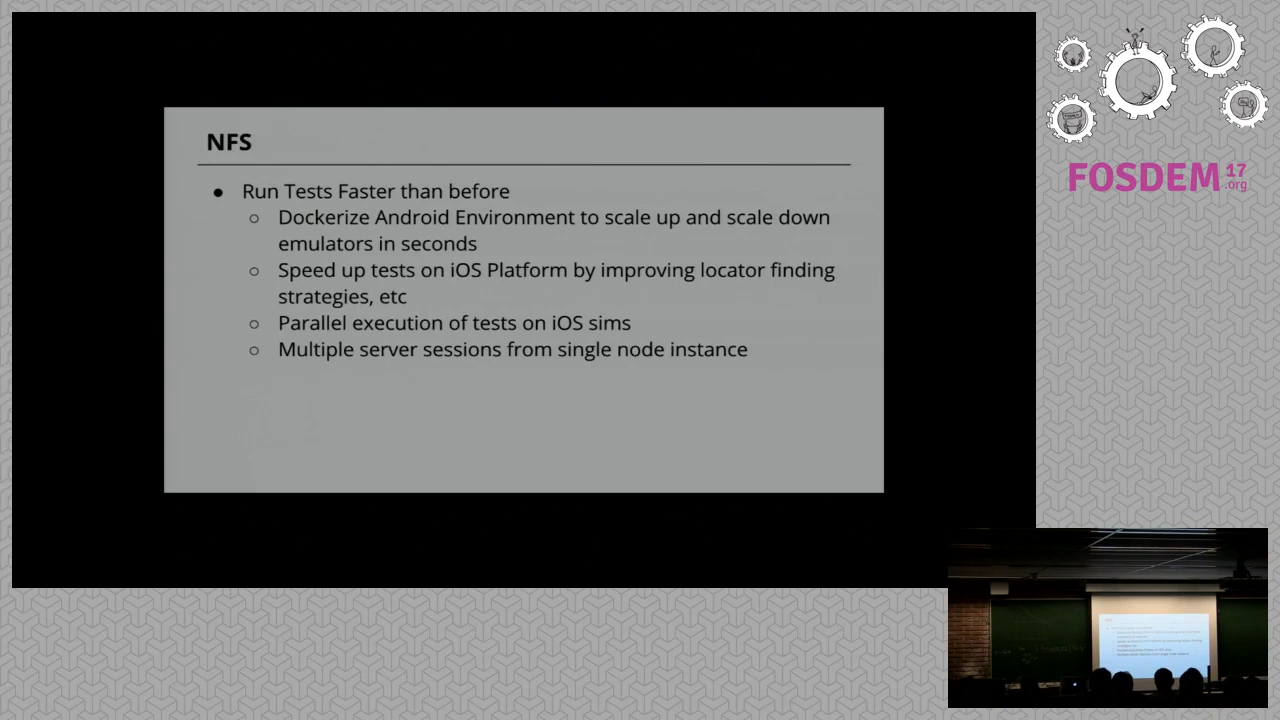 NFS
● Run Tests Faster than before
○ Dockerize Android Environment to scale up and scale down
emulators in seconds
○ Speed up tests on iOS Platform by improving locator finding
strategies, etc
○ Parallel execution of tests on iOS sims
○ Multiple server sessions from single node instance
FOSDEM 17
.org